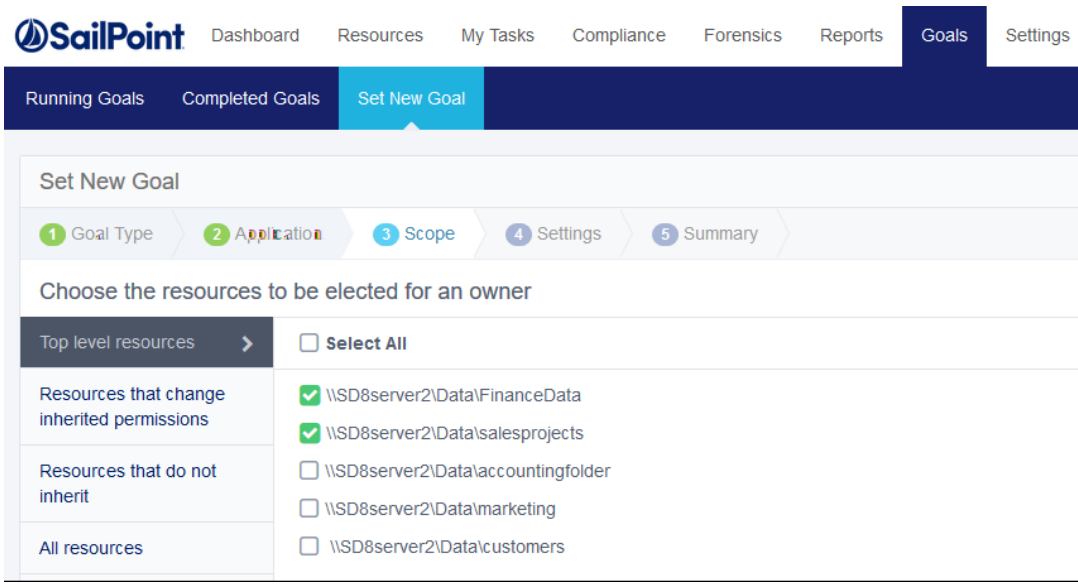 SailPoint Dashboard Resources My Tasks Compliance Forensics Reports Goals Settings
Running Goals Completed Goals Set New Goal
Set New Goal
1 Goal Type 2 Application 3 Scope 4 Settings 5 Summary
Choose the resources to be elected for an owner
Top level resources
Select All
Resources that change
inherited permissions
\\SD8server2\Data\FinanceData
\\SD8server2\Data\salesprojects
Resources that do not
inherit
\\SD8server2\Data\accountingfolder
\\SD8server2\Data\marketing
All resources
\\SD8server2\Data\customers